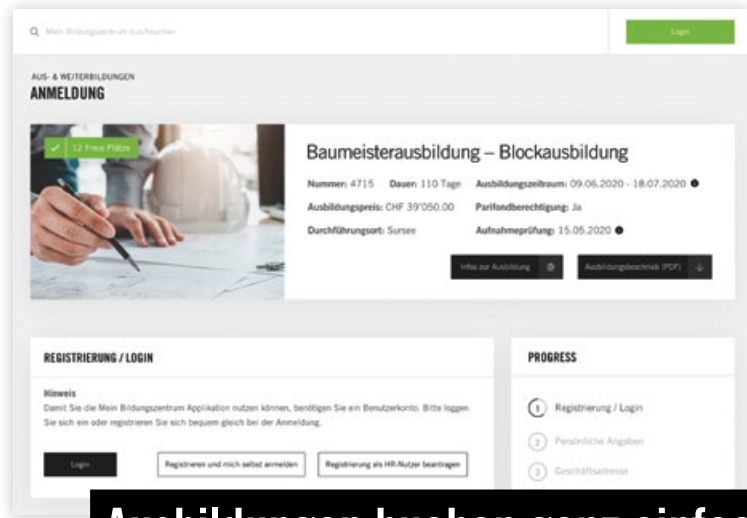 Mein Bildungszentrum durchsuchen
Login
AUS- & WEITERBILDUNGEN
ANMELDUNG
12 Freie Plätze
Baumeisterausbildung – Blockausbildung
Nummer: 4715 Dauer: 110 Tage Ausbildungszeitraum: 09.06.2020 - 18.07.2020
Ausbildungspreis: CHF 39'050.00 Parifondberechtigung: Ja
Durchführungsort: Sursee Aufnahmeprüfung: 15.05.2020
Infos zur Ausbildung Ausbildungsbeschrieb (PDF)
REGISTRIERUNG / LOGIN
Hinweis
Damit Sie die Mein Bildungszentrum Applikation nutzen können, benötigen Sie ein Benutzerkonto. Bitte loggen
Sie sich ein oder registrieren Sie sich bequem gleich bei der Anmeldung.
Login Registrieren und mich selbst anmelden Registrierung als HR-Nutzer beantragen
PROGRESS
1 Registrierung / Login
2 Persönliche Angaben
3 Geschäftsadresse